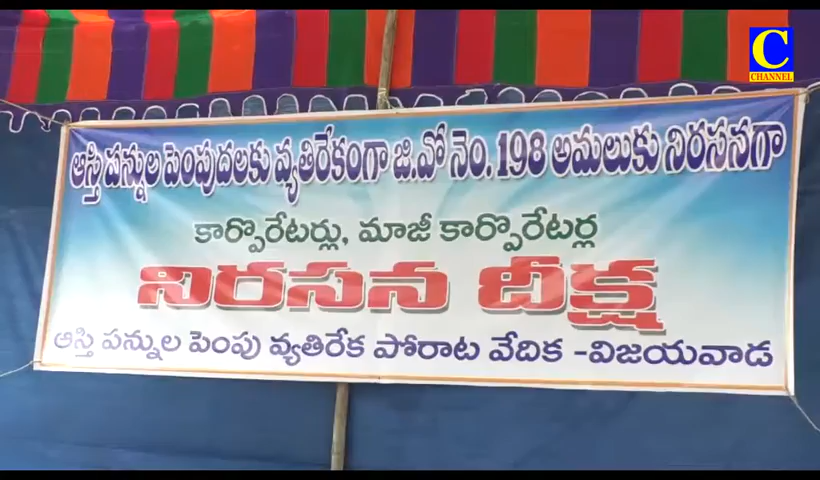 C
CHANNEL
ఆస్తి పన్నుల పెంపుదలకు వ్యతిరేకంగా జి.వో నెం. 198 అమలుకు నిరసనగా
కార్పొరేటర్లు, మాజీ కార్పొరేటర్ల
నిరసన దీక్ష
ఆస్తి పన్నుల పెంపు వ్యతిరేక పోరాట వేదిక -విజయవాడ